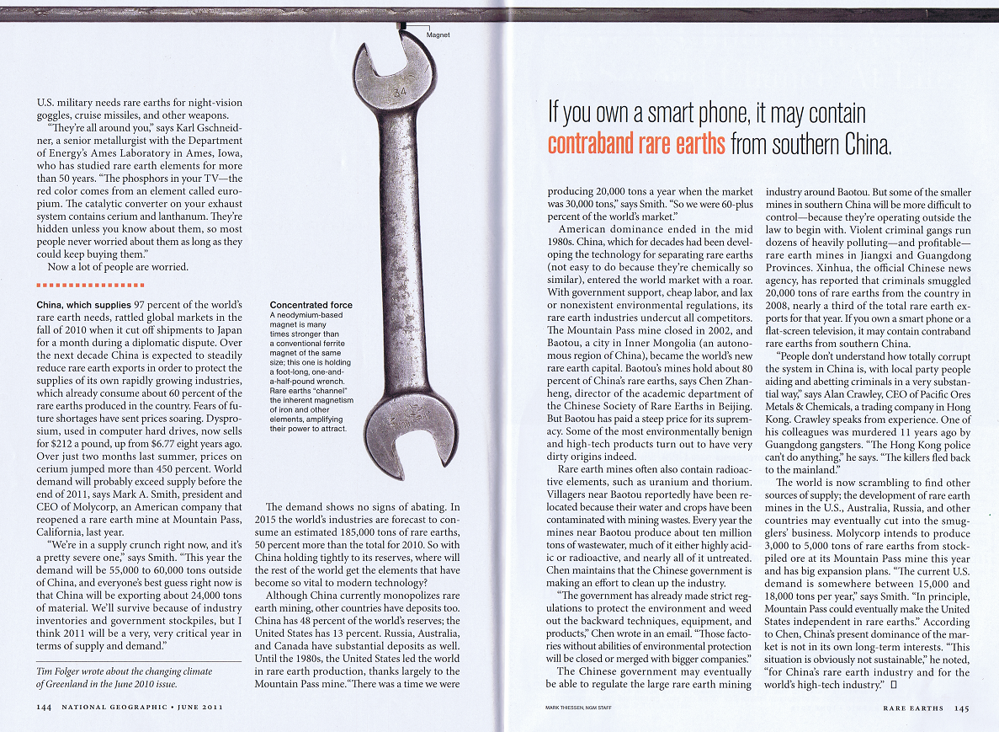 Magnet
34
U.S. military needs rare earths for night-vision
goggles, cruise missiles, and other weapons.
“They’re all around you,” says Karl Gschneid-
ner, a senior metallurgist with the Department
of Energy’s Ames Laboratory in Ames, Iowa,
who has studied rare earth elements for more
than 50 years. “The phosphors in your TV—the
red color comes from an element called euro-
pium. The catalytic converter on your exhaust
system contains cerium and lanthanum. They’re
hidden unless you know about them, so most
people never worried about them as long as they
could keep buying them.”
Now a lot of people are worried.
China, which supplies 97 percent of the world’s
rare earth needs, rattled global markets in the
fall of 2010 when it cut off shipments to Japan
for a month during a diplomatic dispute. Over
the next decade China is expected to steadily
reduce rare earth exports in order to protect the
supplies of its own rapidly growing industries,
which already consume about 60 percent of the
rare earths produced in the country. Fears of fu-
ture shortages have sent prices soaring. Dyspro-
sium, used in computer hard drives, now sells
for $212 a pound, up from $6.77 eight years ago.
Over just two months last summer, prices on
cerium jumped more than 450 percent. World
demand will probably exceed supply before the
end of 2011, says Mark A. Smith, president and
CEO of Molycorp, an American company that
reopened a rare earth mine at Mountain Pass,
California, last year.
“We’re in a supply crunch right now, and it’s
a pretty severe one,” says Smith. “This year the
demand will be 55,000 to 60,000 tons outside
of China, and everyone’s best guess right now is
that China will be exporting about 24,000 tons
of material. We’ll survive because of industry
inventories and government stockpiles, but I
think 2011 will be a very, very critical year in
terms of supply and demand.”
Tim Folger wrote about the changing climate
of Greenland in the June 2010 issue.
Concentrated force
A neodymium-based
magnet is many
times stronger than
a conventional ferrite
magnet of the same
size; this one is holding
a foot-long, one-and-
a-half-pound wrench.
Rare earths “channel”
the inherent magnetism
of iron and other
elements, amplifying
their power to attract.
The demand shows no signs of abating. In
2015 the world’s industries are forecast to con-
sume an estimated 185,000 tons of rare earths,
50 percent more than the total for 2010. So with
China holding tightly to its reserves, where will
the rest of the world get the elements that have
become so vital to modern technology?
Although China currently monopolizes rare
earth mining, other countries have deposits too.
China has 48 percent of the world’s reserves; the
United States has 13 percent. Russia, Australia,
and Canada have substantial deposits as well.
Until the 1980s, the United States led the world
in rare earth production, thanks largely to the
Mountain Pass mine. “There was a time we were
144 NATIONAL GEOGRAPHIC • JUNE 2011
If you own a smart phone, it may contain
contraband rare earths from southern China.
producing 20,000 tons a year when the market
was 30,000 tons,” says Smith. “So we were 60-plus
percent of the world’s market.”
American dominance ended in the mid
1980s. China, which for decades had been devel-
oping the technology for separating rare earths
(not easy to do because they’re chemically so
similar), entered the world market with a roar.
With government support, cheap labor, and lax
or nonexistent environmental regulations, its
rare earth industries undercut all competitors.
The Mountain Pass mine closed in 2002, and
Baotou, a city in Inner Mongolia (an autono-
mous region of China), became the world’s new
rare earth capital. Baotou’s mines hold about 80
percent of China’s rare earths, says Chen Zhan-
heng, director of the academic department of
the Chinese Society of Rare Earths in Beijing.
But Baotou has paid a steep price for its suprem-
acy. Some of the most environmentally benign
and high-tech products turn out to have very
dirty origins indeed.
Rare earth mines often also contain radioac-
tive elements, such as uranium and thorium.
Villagers near Baotou reportedly have been re-
located because their water and crops have been
contaminated with mining wastes. Every year the
mines near Baotou produce about ten million
tons of wastewater, much of it either highly acid-
ic or radioactive, and nearly all of it untreated.
Chen maintains that the Chinese government is
making an effort to clean up the industry.
“The government has already made strict reg-
ulations to protect the environment and weed
out the backward techniques, equipment, and
products,” Chen wrote in an email. “Those facto-
ries without abilities of environmental protection
will be closed or merged with bigger companies.”
The Chinese government may eventually
be able to regulate the large rare earth mining
industry around Baotou. But some of the smaller
mines in southern China will be more difficult to
control—because they’re operating outside the
law to begin with. Violent criminal gangs run
dozens of heavily polluting—and profitable—
rare earth mines in Jiangxi and Guangdong
Provinces. Xinhua, the official Chinese news
agency, has reported that criminals smuggled
20,000 tons of rare earths from the country in
2008, nearly a third of the total rare earth ex-
ports for that year. If you own a smart phone or a
flat-screen television, it may contain contraband
rare earths from southern China.
“People don’t understand how totally corrupt
the system in China is, with local party people
aiding and abetting criminals in a very substan-
tial way,” says Alan Crawley, CEO of Pacific Ores
Metals & Chemicals, a trading company in Hong
Kong. Crawley speaks from experience. One of
his colleagues was murdered 11 years ago by
Guangdong gangsters. “The Hong Kong police
can’t do anything,” he says. “The killers fled back
to the mainland.”
The world is now scrambling to find other
sources of supply; the development of rare earth
mines in the U.S., Australia, Russia, and other
countries may eventually cut into the smug-
glers’ business. Molycorp intends to produce
3,000 to 5,000 tons of rare earths from stock-
piled ore at its Mountain Pass mine this year
and has big expansion plans. “The current U.S.
demand is somewhere between 15,000 and
18,000 tons per year,” says Smith. “In principle,
Mountain Pass could eventually make the United
States independent in rare earths.” According
to Chen, China’s present dominance of the mar-
ket is not in its own long-term interests. “This
situation is obviously not sustainable,” he noted,
“for China’s rare earth industry and for the
world’s high-tech industry.” □
MARK THIESSEN, NGM STAFF
RARE EARTHS 145